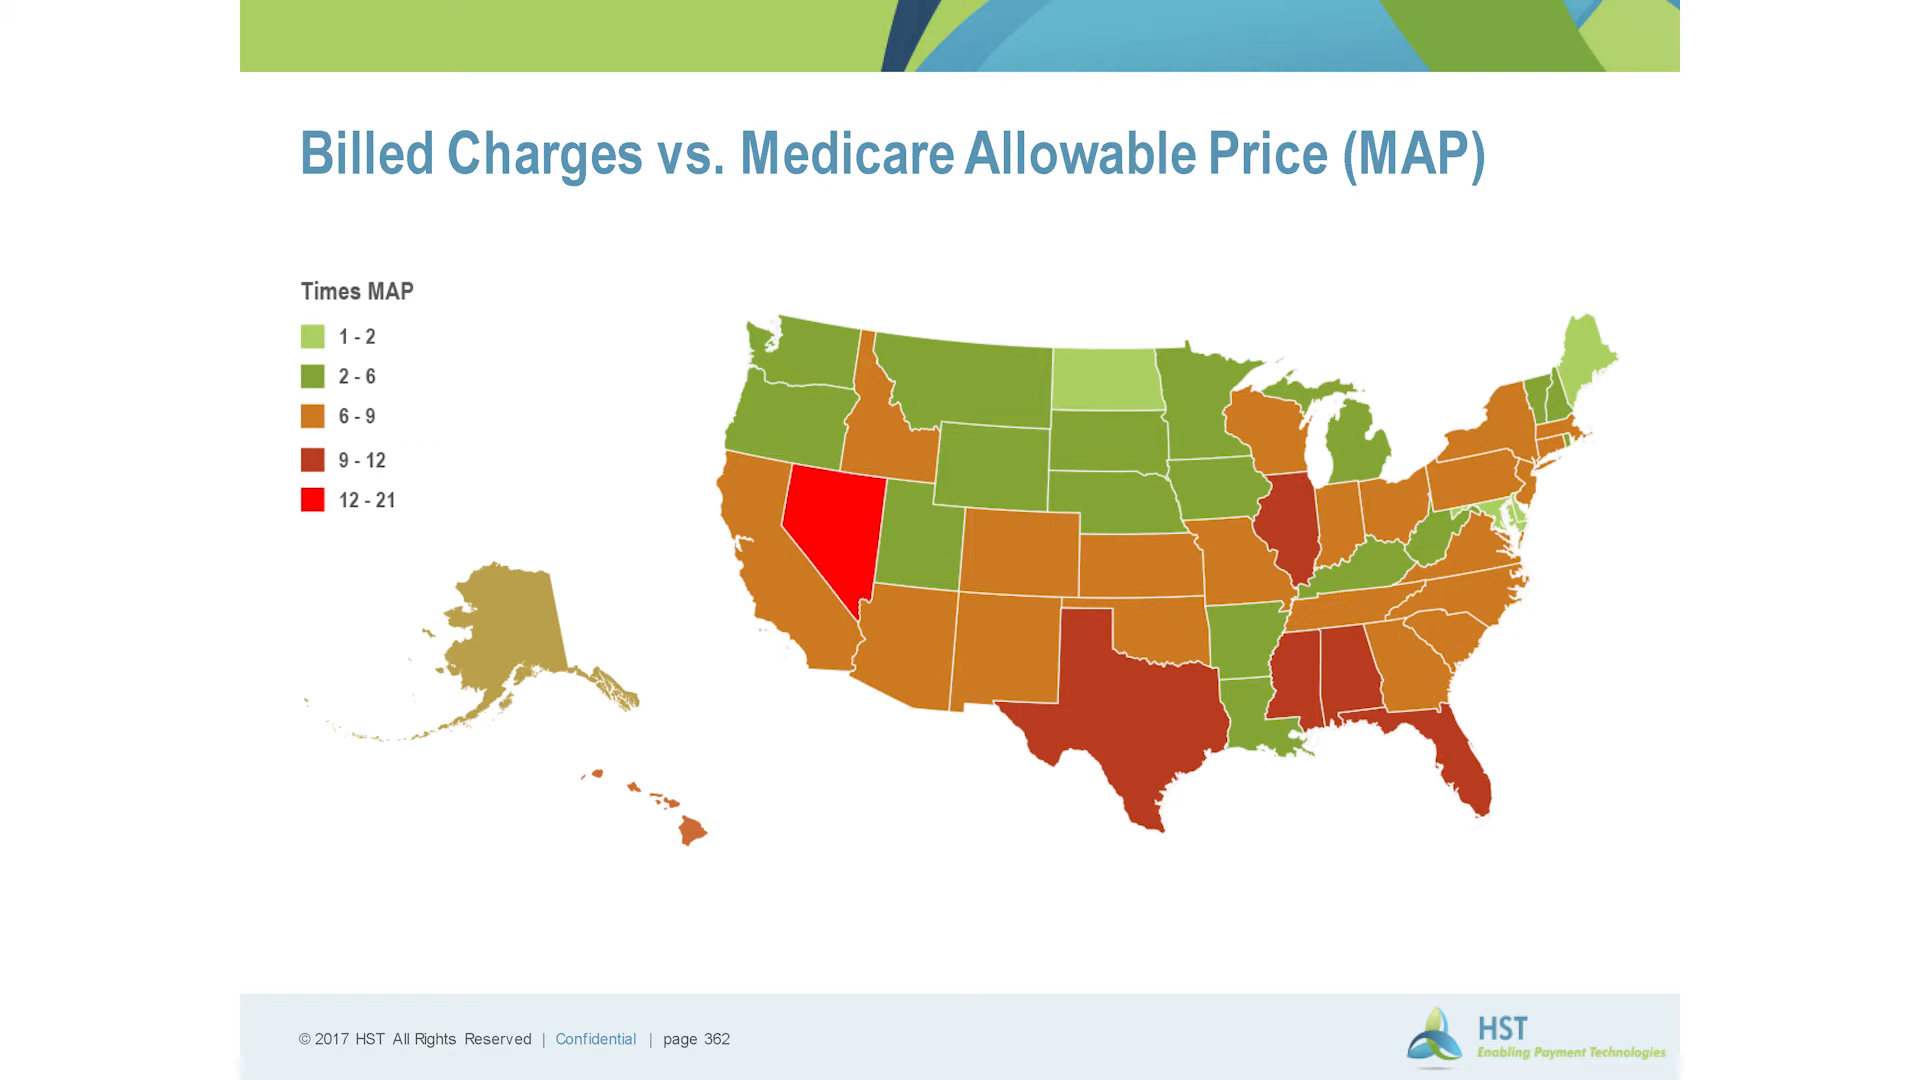 Billed Charges vs. Medicare Allowable Price (MAP)
Times MAP
1 - 2
2 - 6
6 - 9
9 - 12
12 - 21
© 2017 HST All Rights Reserved | Confidential | page 362
HST
Enabling Payment Technologies